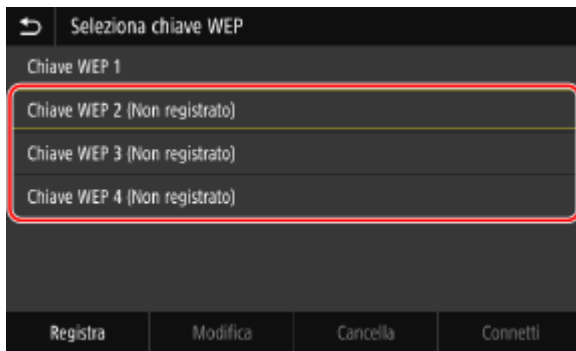 Seleziona chiave WEP
Chiave WEP 1
Chiave WEP 2 (Non registrato)
Chiave WEP 3 (Non registrato)
Chiave WEP 4 (Non registrato)
Registra Modifica Cancella Connetti